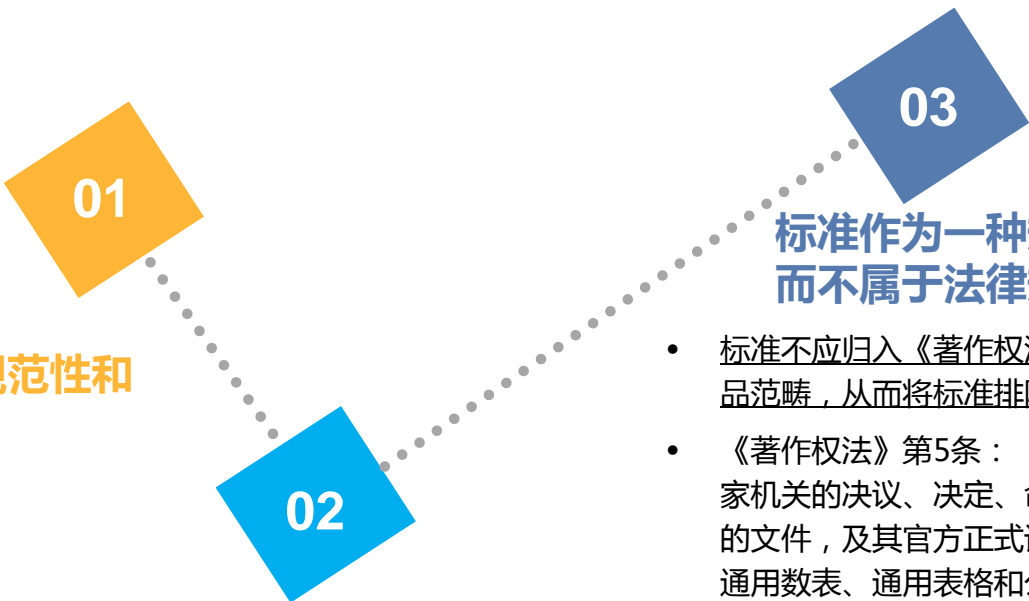 01
规范性和
02
03
标准作为一种
而不属于法律
• 标准不应归入《著作权法
品范畴，从而将标准排
• 《著作权法》第5条：
家机关的决议、决定、
的文件，及其官方正式
通用数表、通用表格和